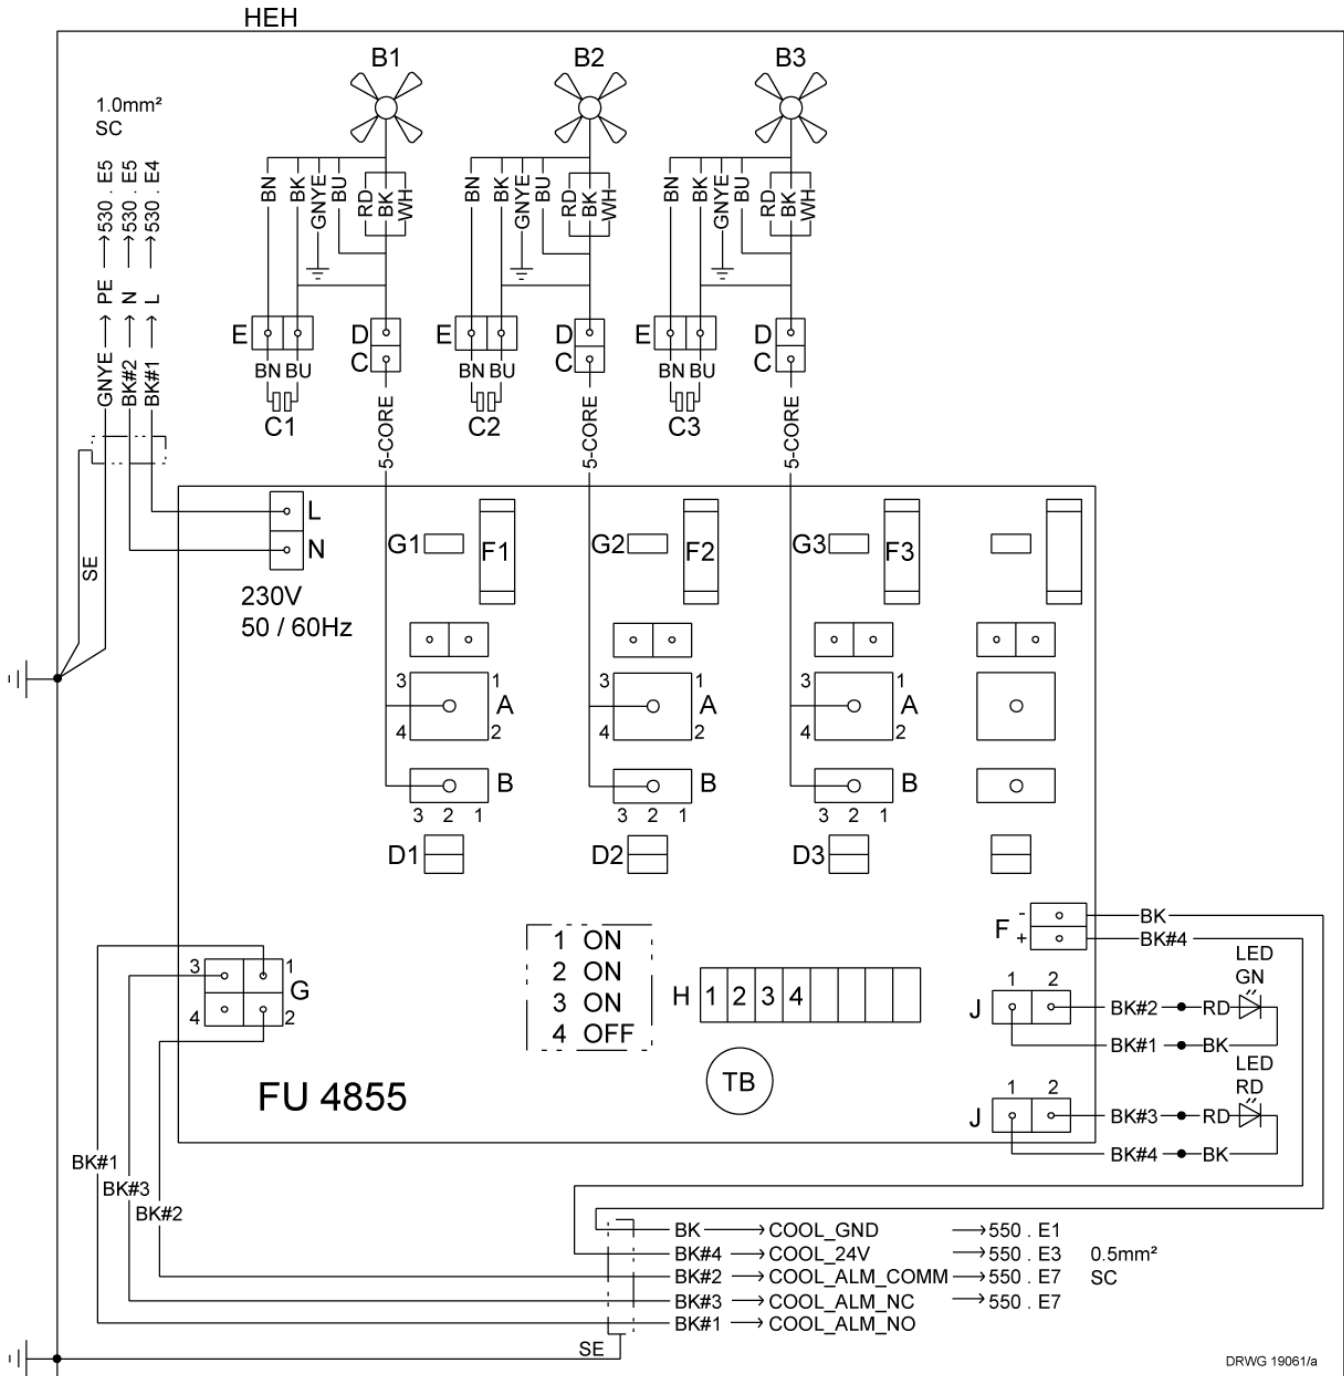 HEH
B1 B2 B3
1.0mm²
SC
530 . E5
530 . E5
530 . E4
PE
N
L
GNYE
BK#2
BK#1
BN BK GNYE BU RD BK WH
BN BK GNYE BU RD BK WH
BN BK GNYE BU RD BK WH
E D E D E D
C C C
BN BU BN BU BN BU
C1 C2 C3
5-CORE 5-CORE 5-CORE
L
N
230V
50 / 60Hz
SE
G1 F1 G2 F2 G3 F3
3 1 3 1 3 1
A A A
4 2 4 2 4 2
B B B
3 2 1 3 2 1 3 2 1
D1 D2 D3
1 ON
2 ON
3 ON
4 OFF
H 1 2 3 4
TB
F - +
BK
BK#4
LED
GN
1 2
J
BK#2 RD
BK#1 BK
LED
RD
1 2
J
BK#3 RD
BK#4 BK
3 1
G
4 2
FU 4855
BK#1
BK#3
BK#2
BK COOL_GND 550 . E1
BK#4 COOL_24V 550 . E3 0.5mm²
BK#2 COOL_ALM_COMM 550 . E7 SC
BK#3 COOL_ALM_NC 550 . E7
BK#1 COOL_ALM_NO
SE
DRWG 19061/a